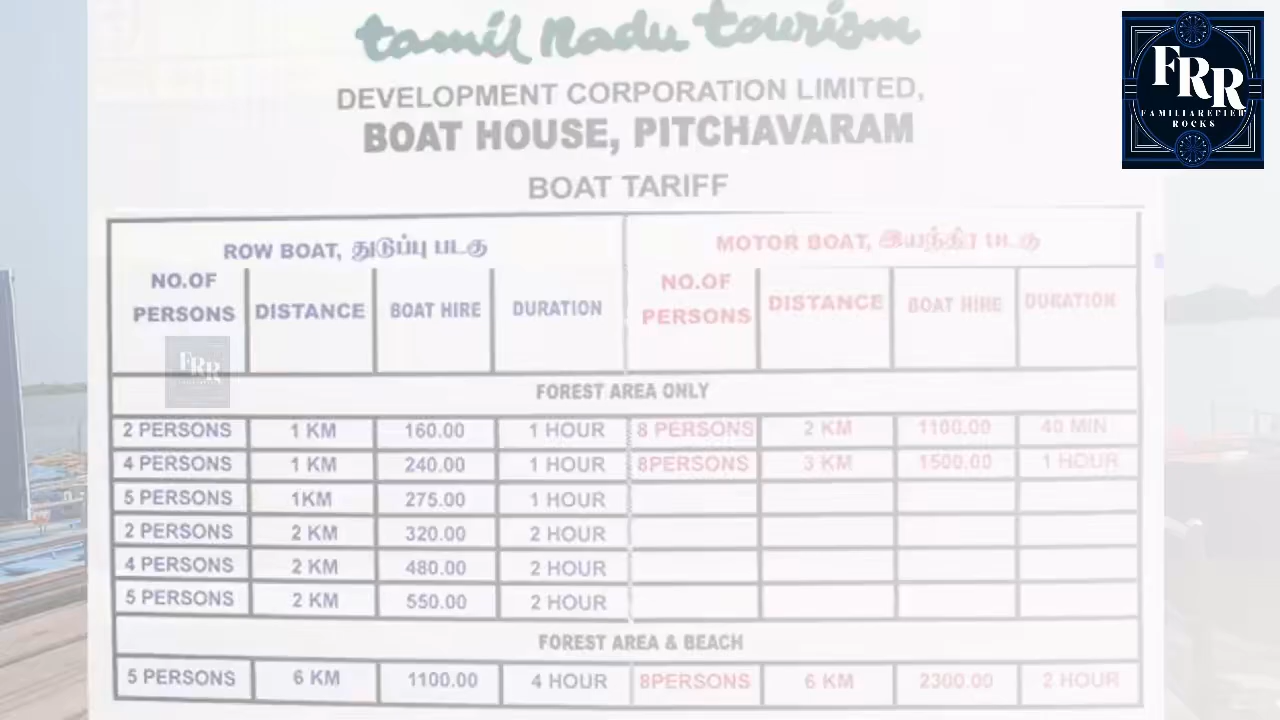 tamil nadu tourism
DEVELOPMENT CORPORATION LIMITED,
BOAT HOUSE, PITCHAVARAM
BOAT TARIFF
ROW BOAT, துடுப்பு படகு MOTOR BOAT, இயந்திர படகு
NO.OF PERSONS DISTANCE BOAT HIRE DURATION NO.OF PERSONS DISTANCE BOAT HIRE DURATION
FOREST AREA ONLY
2 PERSONS 1 KM 160.00 1 HOUR 8 PERSONS 2 KM 1100.00 40 MIN
4 PERSONS 1 KM 240.00 1 HOUR 8PERSONS 3 KM 1500.00 1 HOUR
5 PERSONS 1KM 275.00 1 HOUR
2 PERSONS 2 KM 320.00 2 HOUR
4 PERSONS 2 KM 480.00 2 HOUR
5 PERSONS 2 KM 550.00 2 HOUR
FOREST AREA & BEACH
5 PERSONS 6 KM 1100.00 4 HOUR 8PERSONS 6 KM 2300.00 2 HOUR
FRR
FAMILIAREFIED
ROCKS
FRR